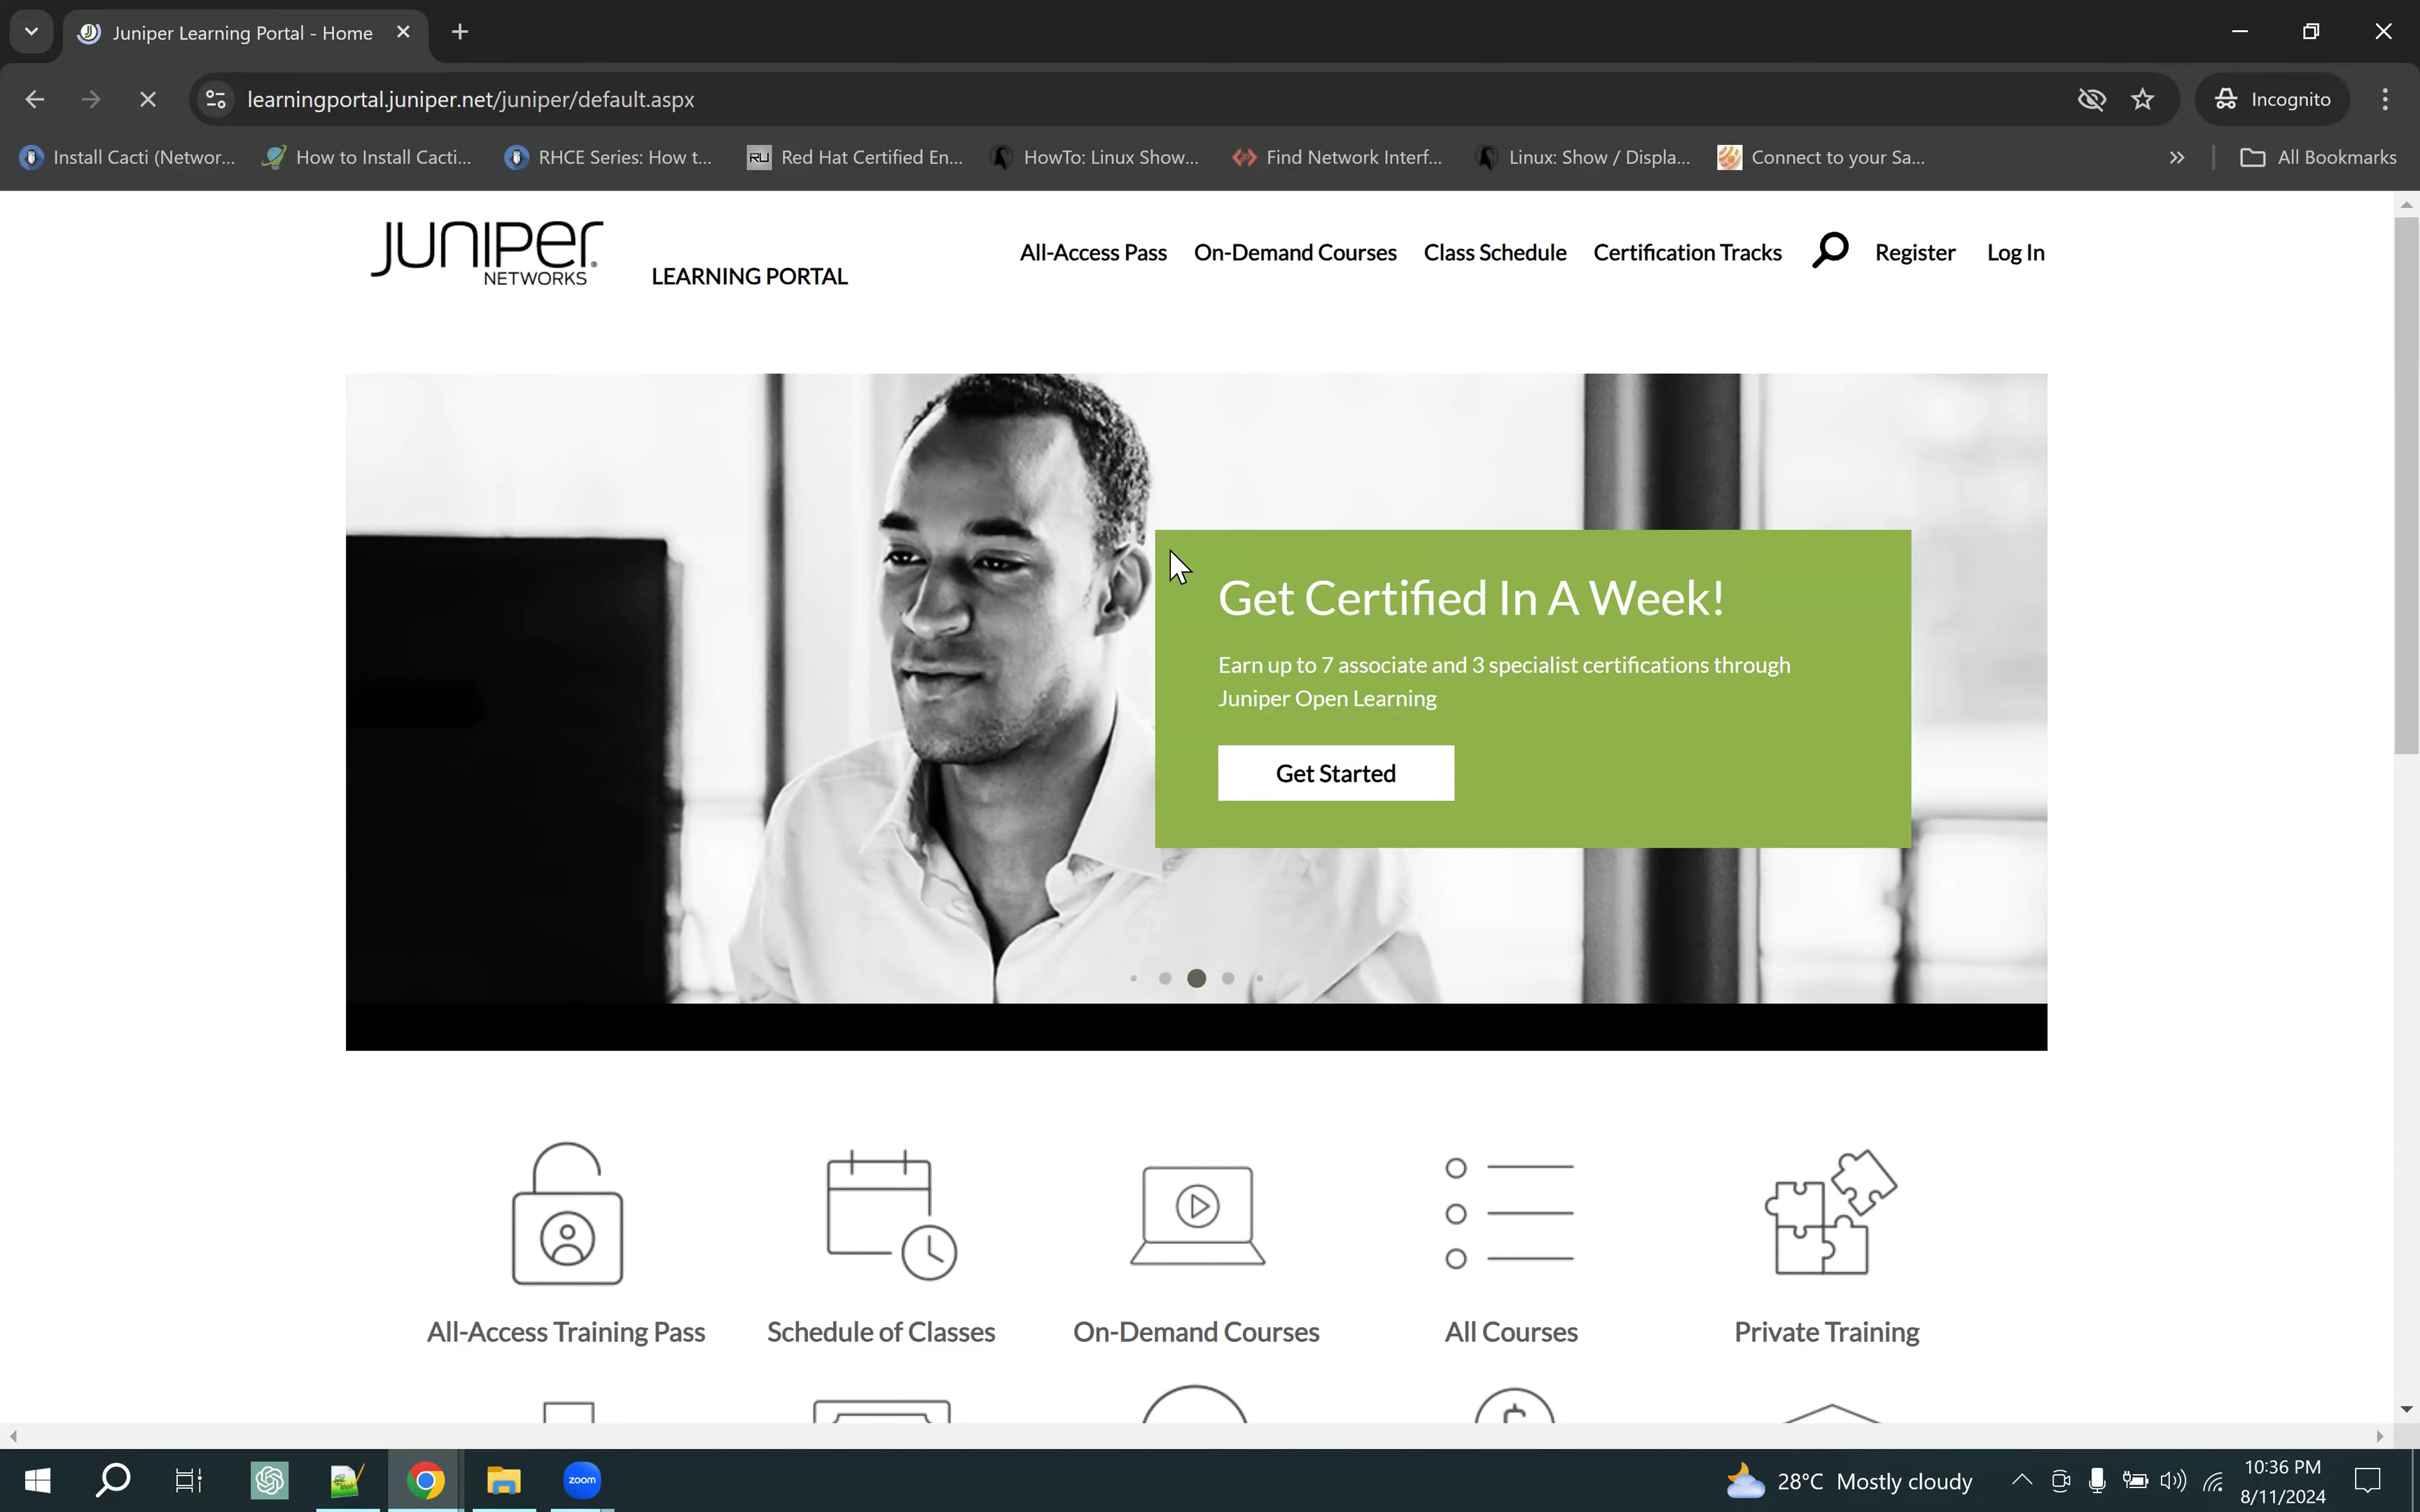 Juniper Learning Portal - Home
learningportal.juniper.net/juniper/default.aspx
Incognito
Install Cacti (Networ...
How to Install Cacti...
RHCE Series: How t...
RU
Red Hat Certified En...
HowTo: Linux Show...
Find Network Interf...
Linux: Show / Displa...
Connect to your Sa...
All Bookmarks
JUNIPER
NETWORKS
LEARNING PORTAL
All-Access Pass
On-Demand Courses
Class Schedule
Certification Tracks
Register
Log In
Get Certified In A Week!
Earn up to 7 associate and 3 specialist certifications through
Juniper Open Learning
Get Started
All-Access Training Pass
Schedule of Classes
On-Demand Courses
All Courses
Private Training
zoom
28°C Mostly cloudy
10:36 PM
8/11/2024